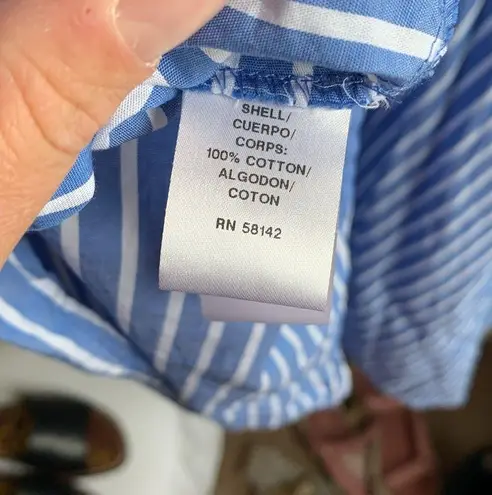 SHELL/
CUERPO/
CORPS:
100% COTTON/
ALGODON/
COTON
RN 58142